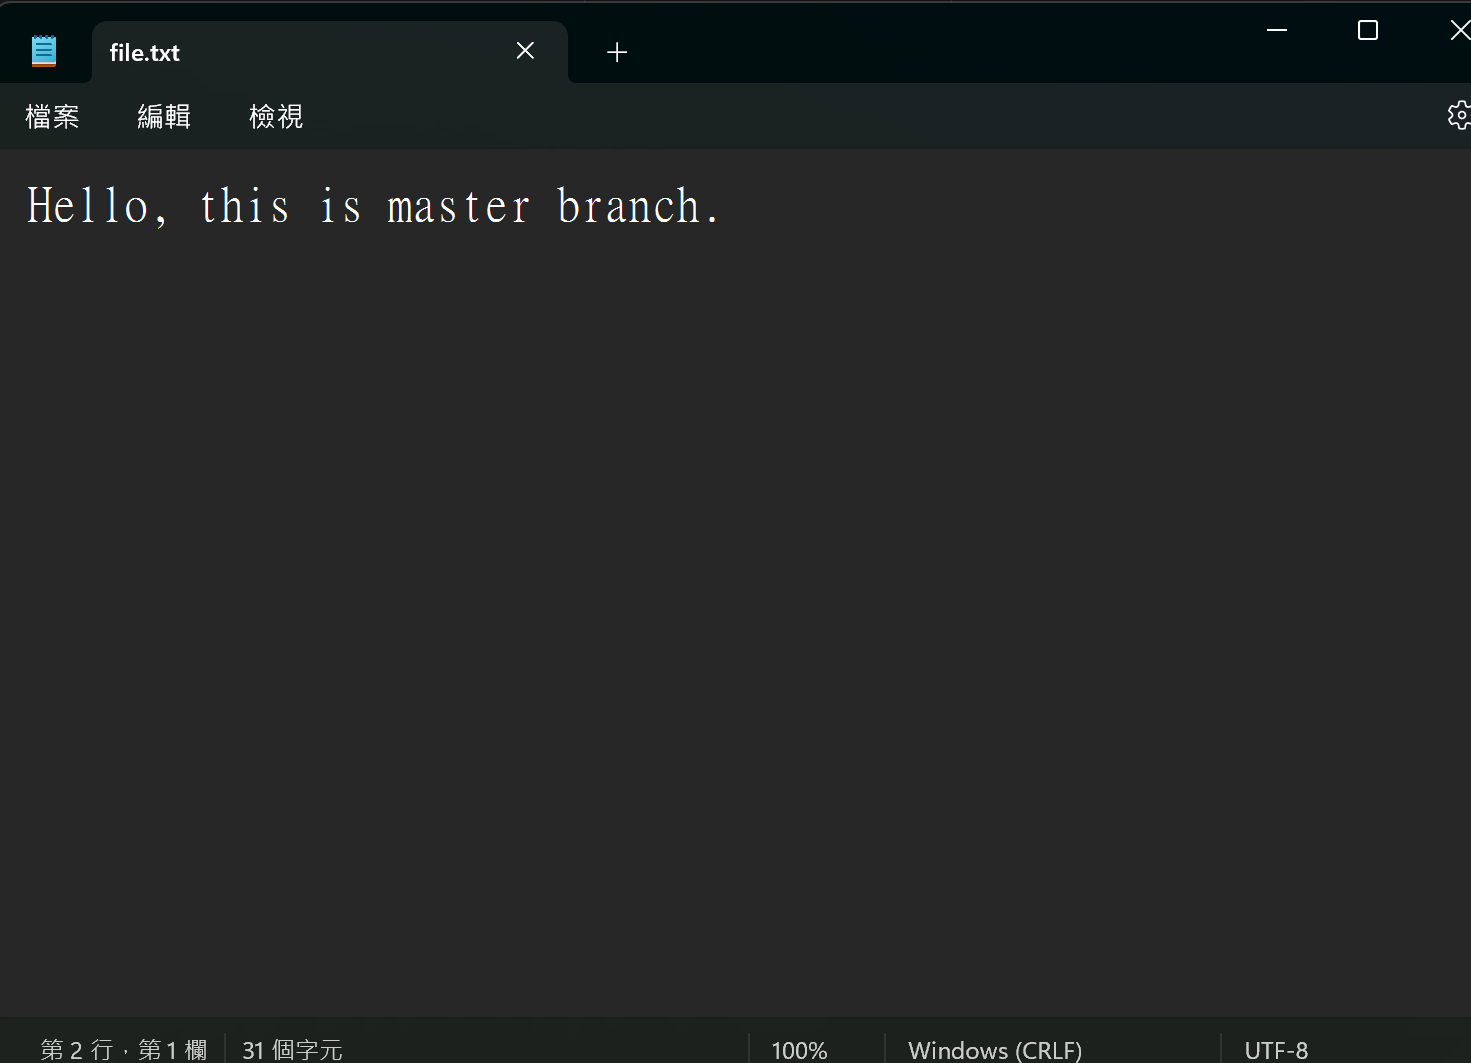 file.txt
檔案 編輯 檢視
Hello, this is master branch.
第 2 行，第 1 欄 31 個字元 100% Windows (CRLF) UTF-8